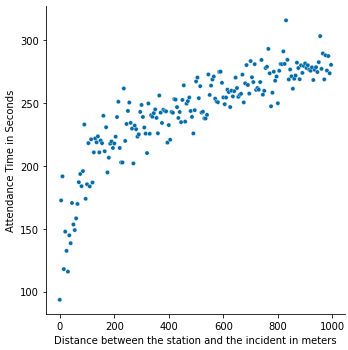 300
250
200
150
100
Attendance Time in Seconds
0 200 400 600 800 1000
Distance between the station and the incident in meters